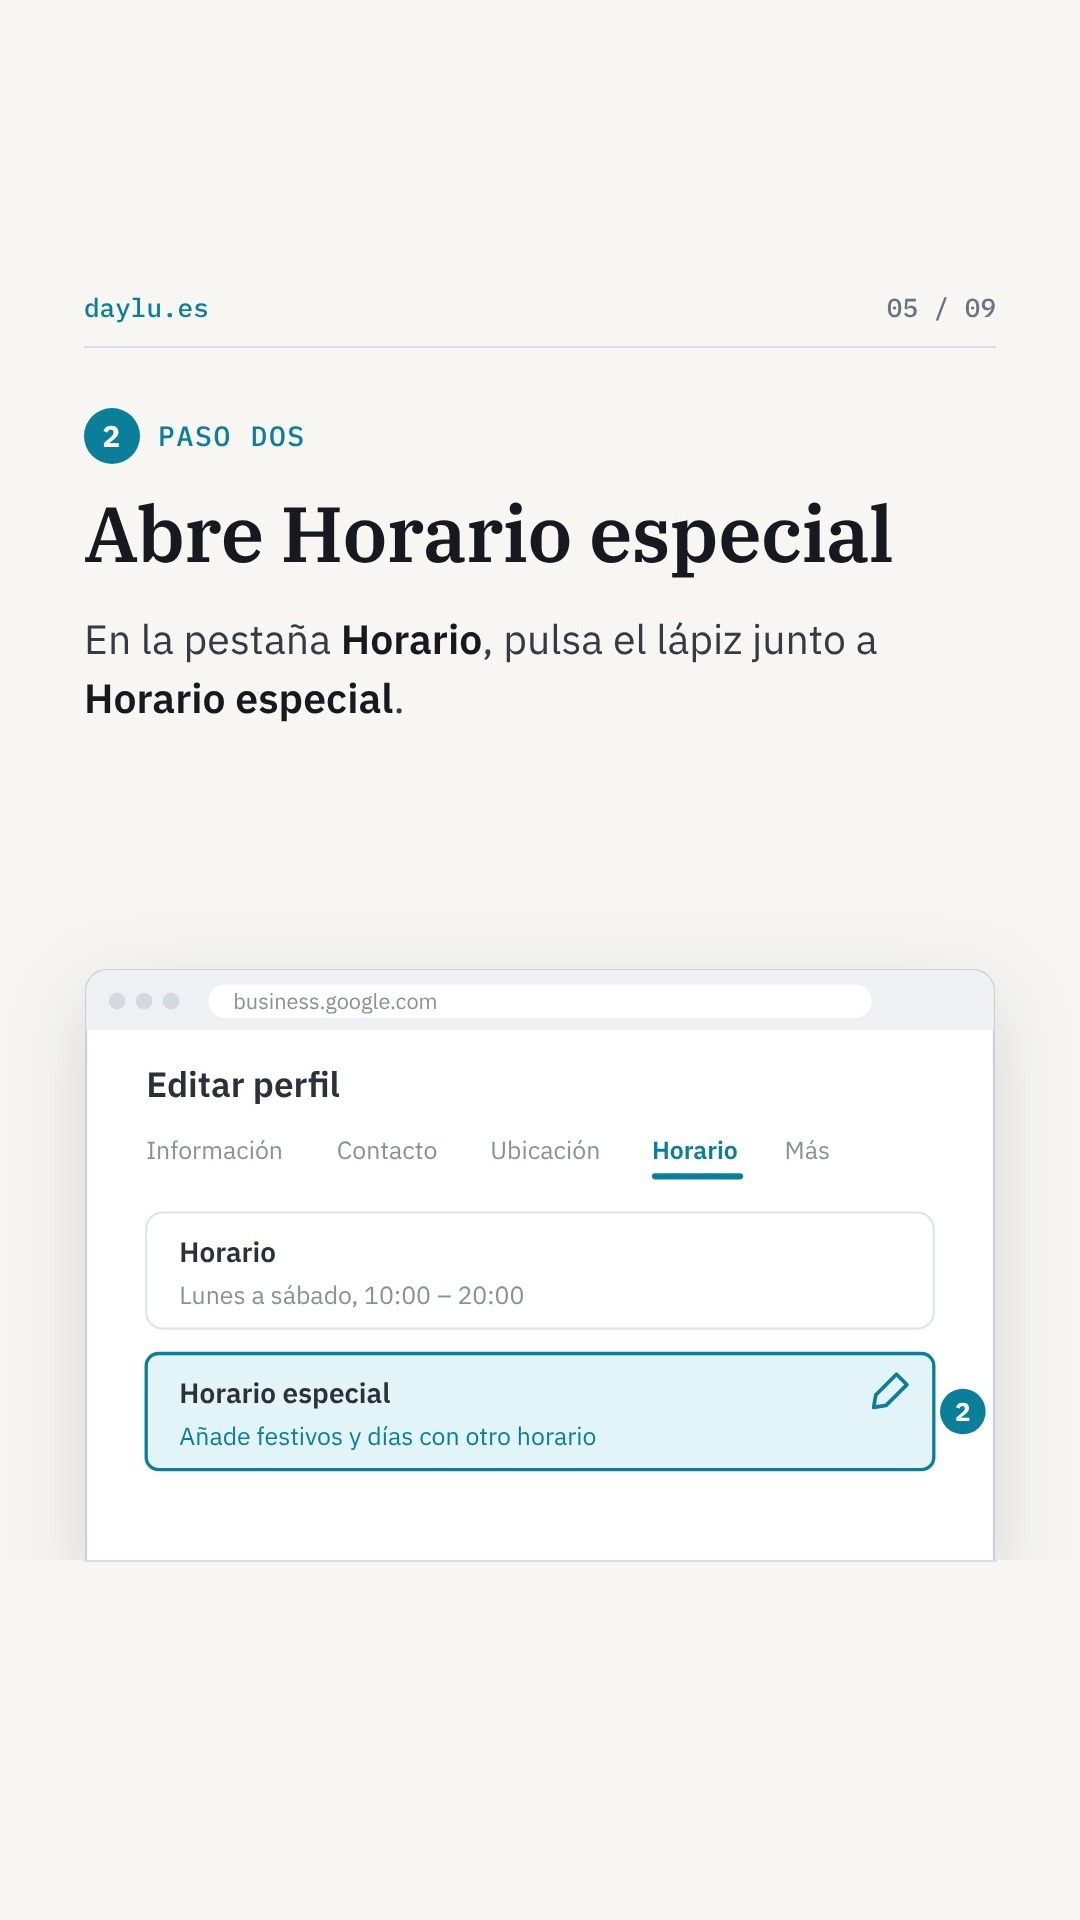 daylu.es
05 / 09
2 PASO DOS
Abre Horario especial
En la pestaña Horario, pulsa el lápiz junto a
Horario especial.
business.google.com
Editar perfil
Información Contacto Ubicación Horario Más
Horario
Lunes a sábado, 10:00 – 20:00
Horario especial
Añade festivos y días con otro horario
2